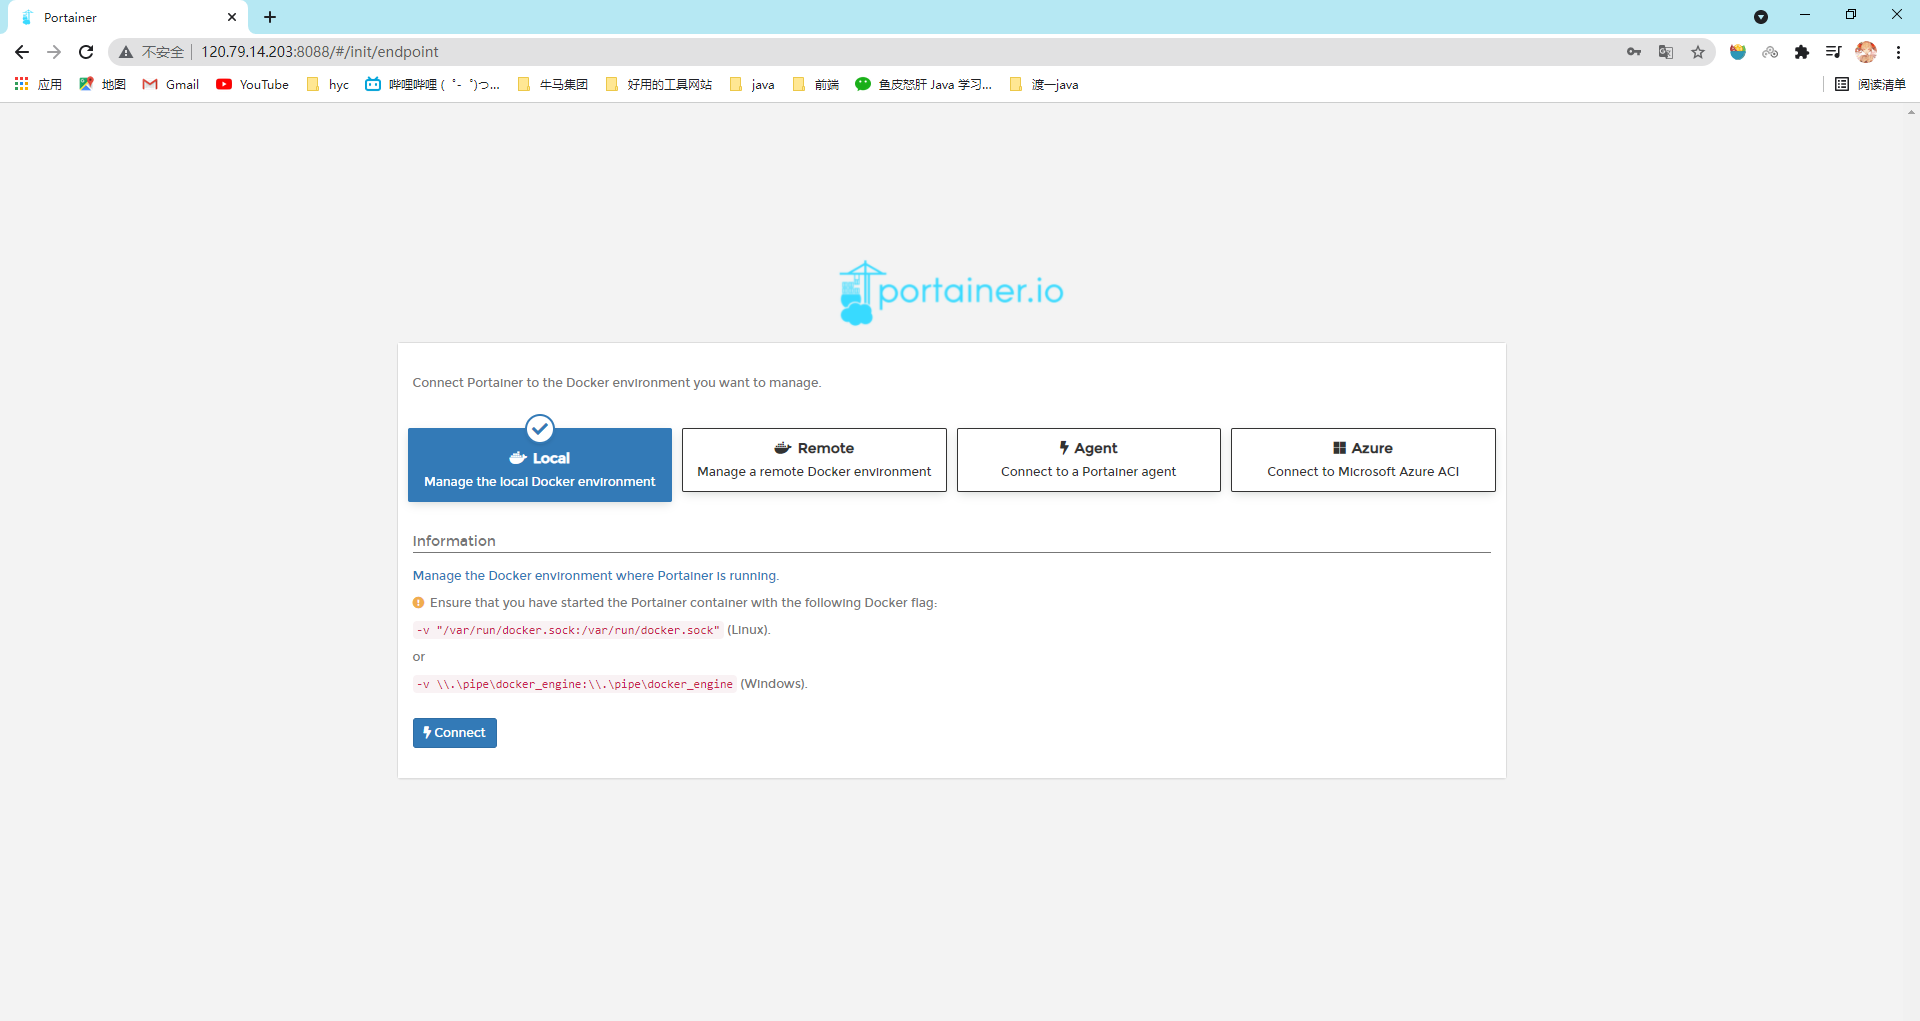 Portainer
不安全 120.79.14.203:8088/#/init/endpoint
应用 地图 Gmail YouTube hyc 哔哩哔哩 ( ゜- ゜)つ... 牛马集团 好用的工具网站 java 前端 鱼皮怒肝 Java 学习... 渡一java 阅读清单
portainer.io
Connect Portainer to the Docker environment you want to manage.
Local
Manage the local Docker environment
Remote
Manage a remote Docker environment
Agent
Connect to a Portainer agent
Azure
Connect to Microsoft Azure ACI
Information
Manage the Docker environment where Portainer is running.
Ensure that you have started the Portainer container with the following Docker flag:
-v "/var/run/docker.sock:/var/run/docker.sock" (Linux).
or
-v \\.\pipe\docker_engine:\\.\pipe\docker_engine (Windows).
Connect